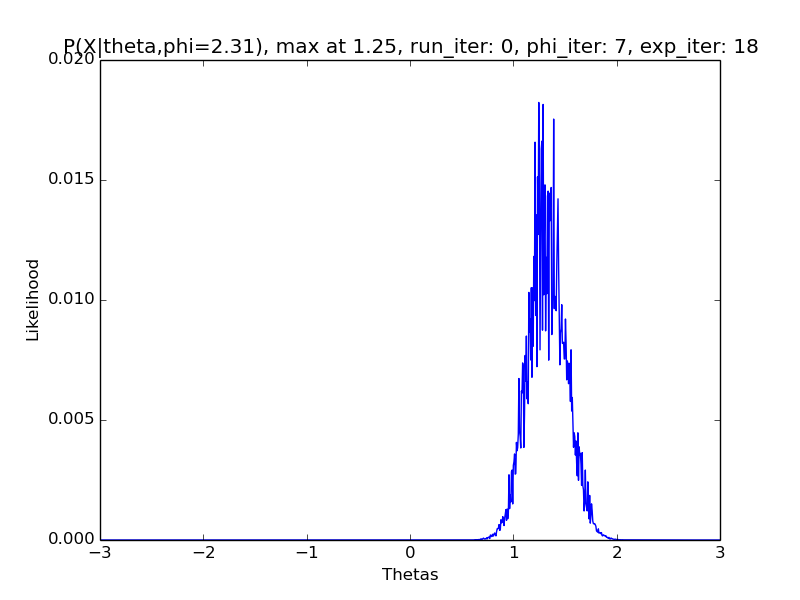 P(X|theta,phi=2.31), max at 1.25, run_iter: 0, phi_iter: 7, exp_iter: 18
0.020
0.015
0.010
0.005
0.000
Likelihood
−3 −2 −1 0 1 2 3
Thetas